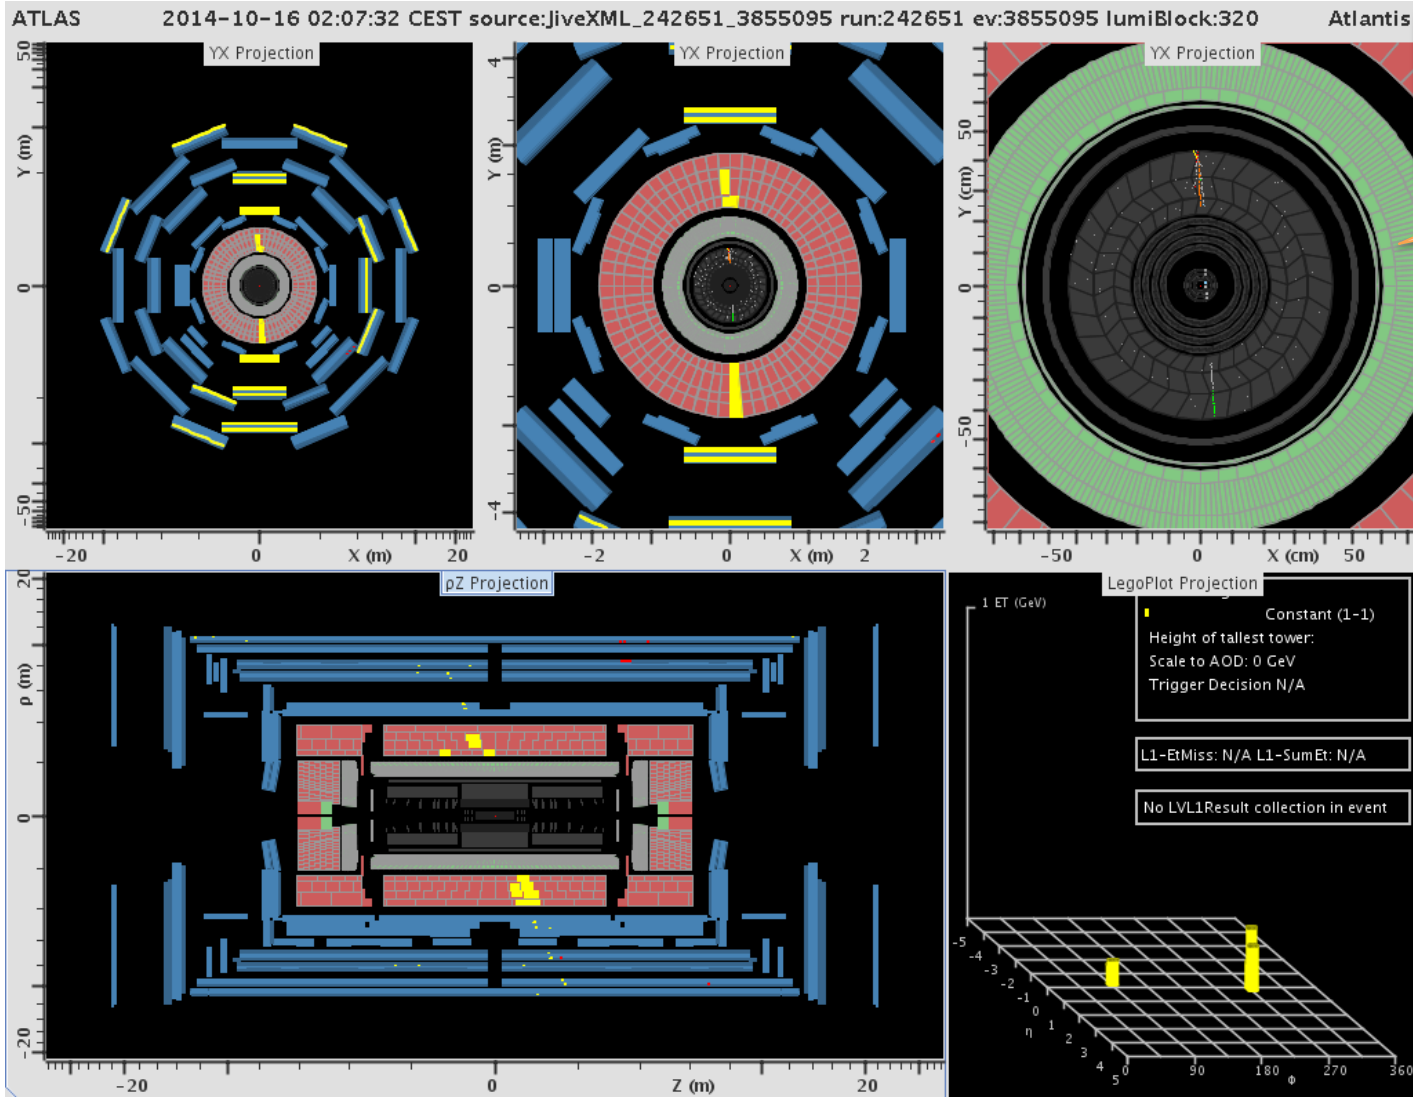 ATLAS 2014-10-16 02:07:32 CEST source:JiveXML_242651_3855095 run:242651 ev:3855095 lumiBlock:320 Atlantis
YX Projection
YX Projection
YX Projection
50
Y (m)
0
-50
-20 0 X (m) 20
4
Y (m)
0
-4
-2 0 X (m) 2
50
Y (cm)
0
-50
-50 0 X (cm) 50
ρZ Projection
20
ρ (m)
0
-20
-20 0 Z (m) 20
LegoPlot Projection
1 ET (GeV)
Constant (1-1)
Height of tallest tower:
Scale to AOD: 0 GeV
Trigger Decision N/A
L1-EtMiss: N/A L1-SumEt: N/A
No LVL1Result collection in event
-5
-4
-3
-2
-1
0
η
1
2
3
4
5
0 90 180 Φ 270 360